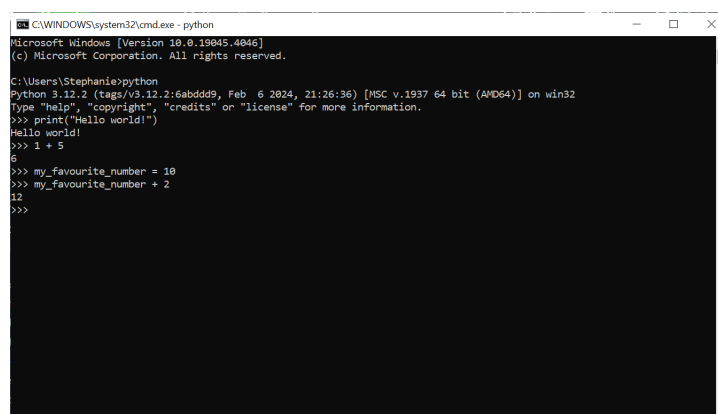 C:\WINDOWS\system32\cmd.exe - python
Microsoft Windows [Version 10.0.19045.4046]
(c) Microsoft Corporation. All rights reserved.
C:\Users\Stephanie>python
Python 3.12.2 (tags/v3.12.2:6abddd9, Feb  6 2024, 21:26:36) [MSC v.1937 64 bit (AMD64)] on win32
Type "help", "copyright", "credits" or "license" for more information.
>>> print("Hello world!")
Hello world!
>>> 1 + 5
6
>>> my_favourite_number = 10
>>> my_favourite_number + 2
12
>>>